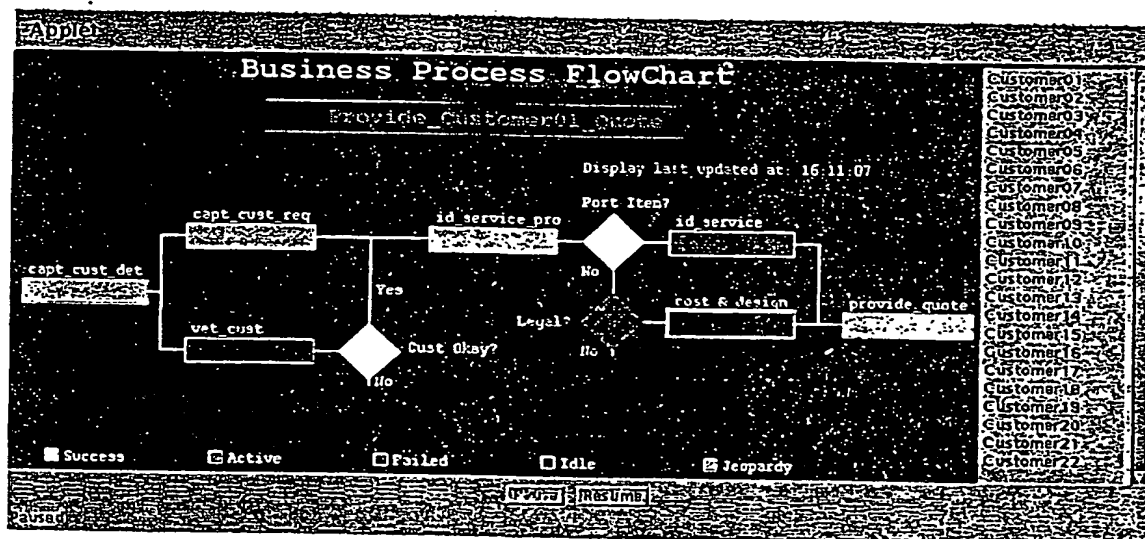 Applet
Business Process FlowChart
Provide_Customer01_Quote
Display last updated at: 16:11:07
Port Item?
capt_cust_req
id_service_pro
id_service
capt_cust_det
No
Yes
cost & design
provide_quote
Legal?
vet_cust
Cust Okay?
No
No
Success
Active
Failed
Idle
Jeopardy
Customer01
Customer02
Customer03
Customer04
Customer05
Customer06
Customer07
Customer08
Customer09
Customer10
Customer11
Customer12
Customer13
Customer14
Customer15
Customer16
Customer17
Customer18
Customer19
Customer20
Customer21
Customer22
Pause
Resume